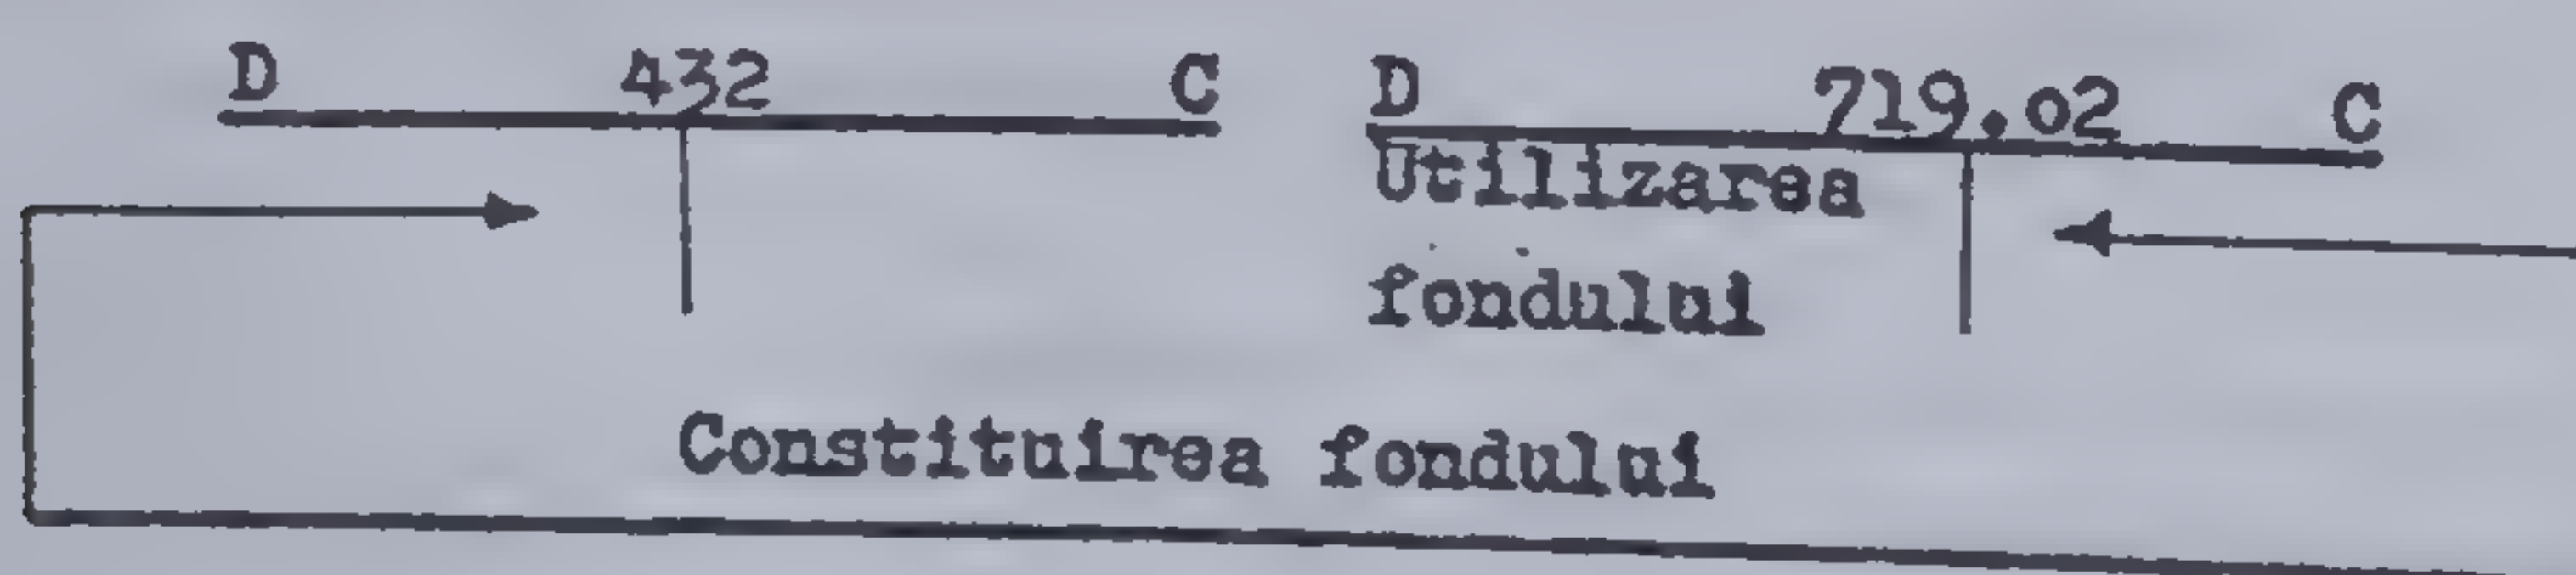 D 432 C D 719.02 C
Utilizarea
fondului
Constituirea fondului